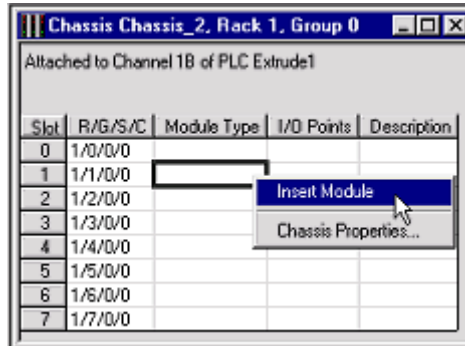 Chassis Chassis_2, Rack 1, Group 0
Attached to Channel 1B of PLC Extrude1
Slot R/G/S/C Module Type I/O Points Description
0 1/0/0/0
1 1/1/0/0
Insert Module
2 1/2/0/0
3 1/3/0/0
Chassis Properties...
4 1/4/0/0
5 1/5/0/0
6 1/6/0/0
7 1/7/0/0